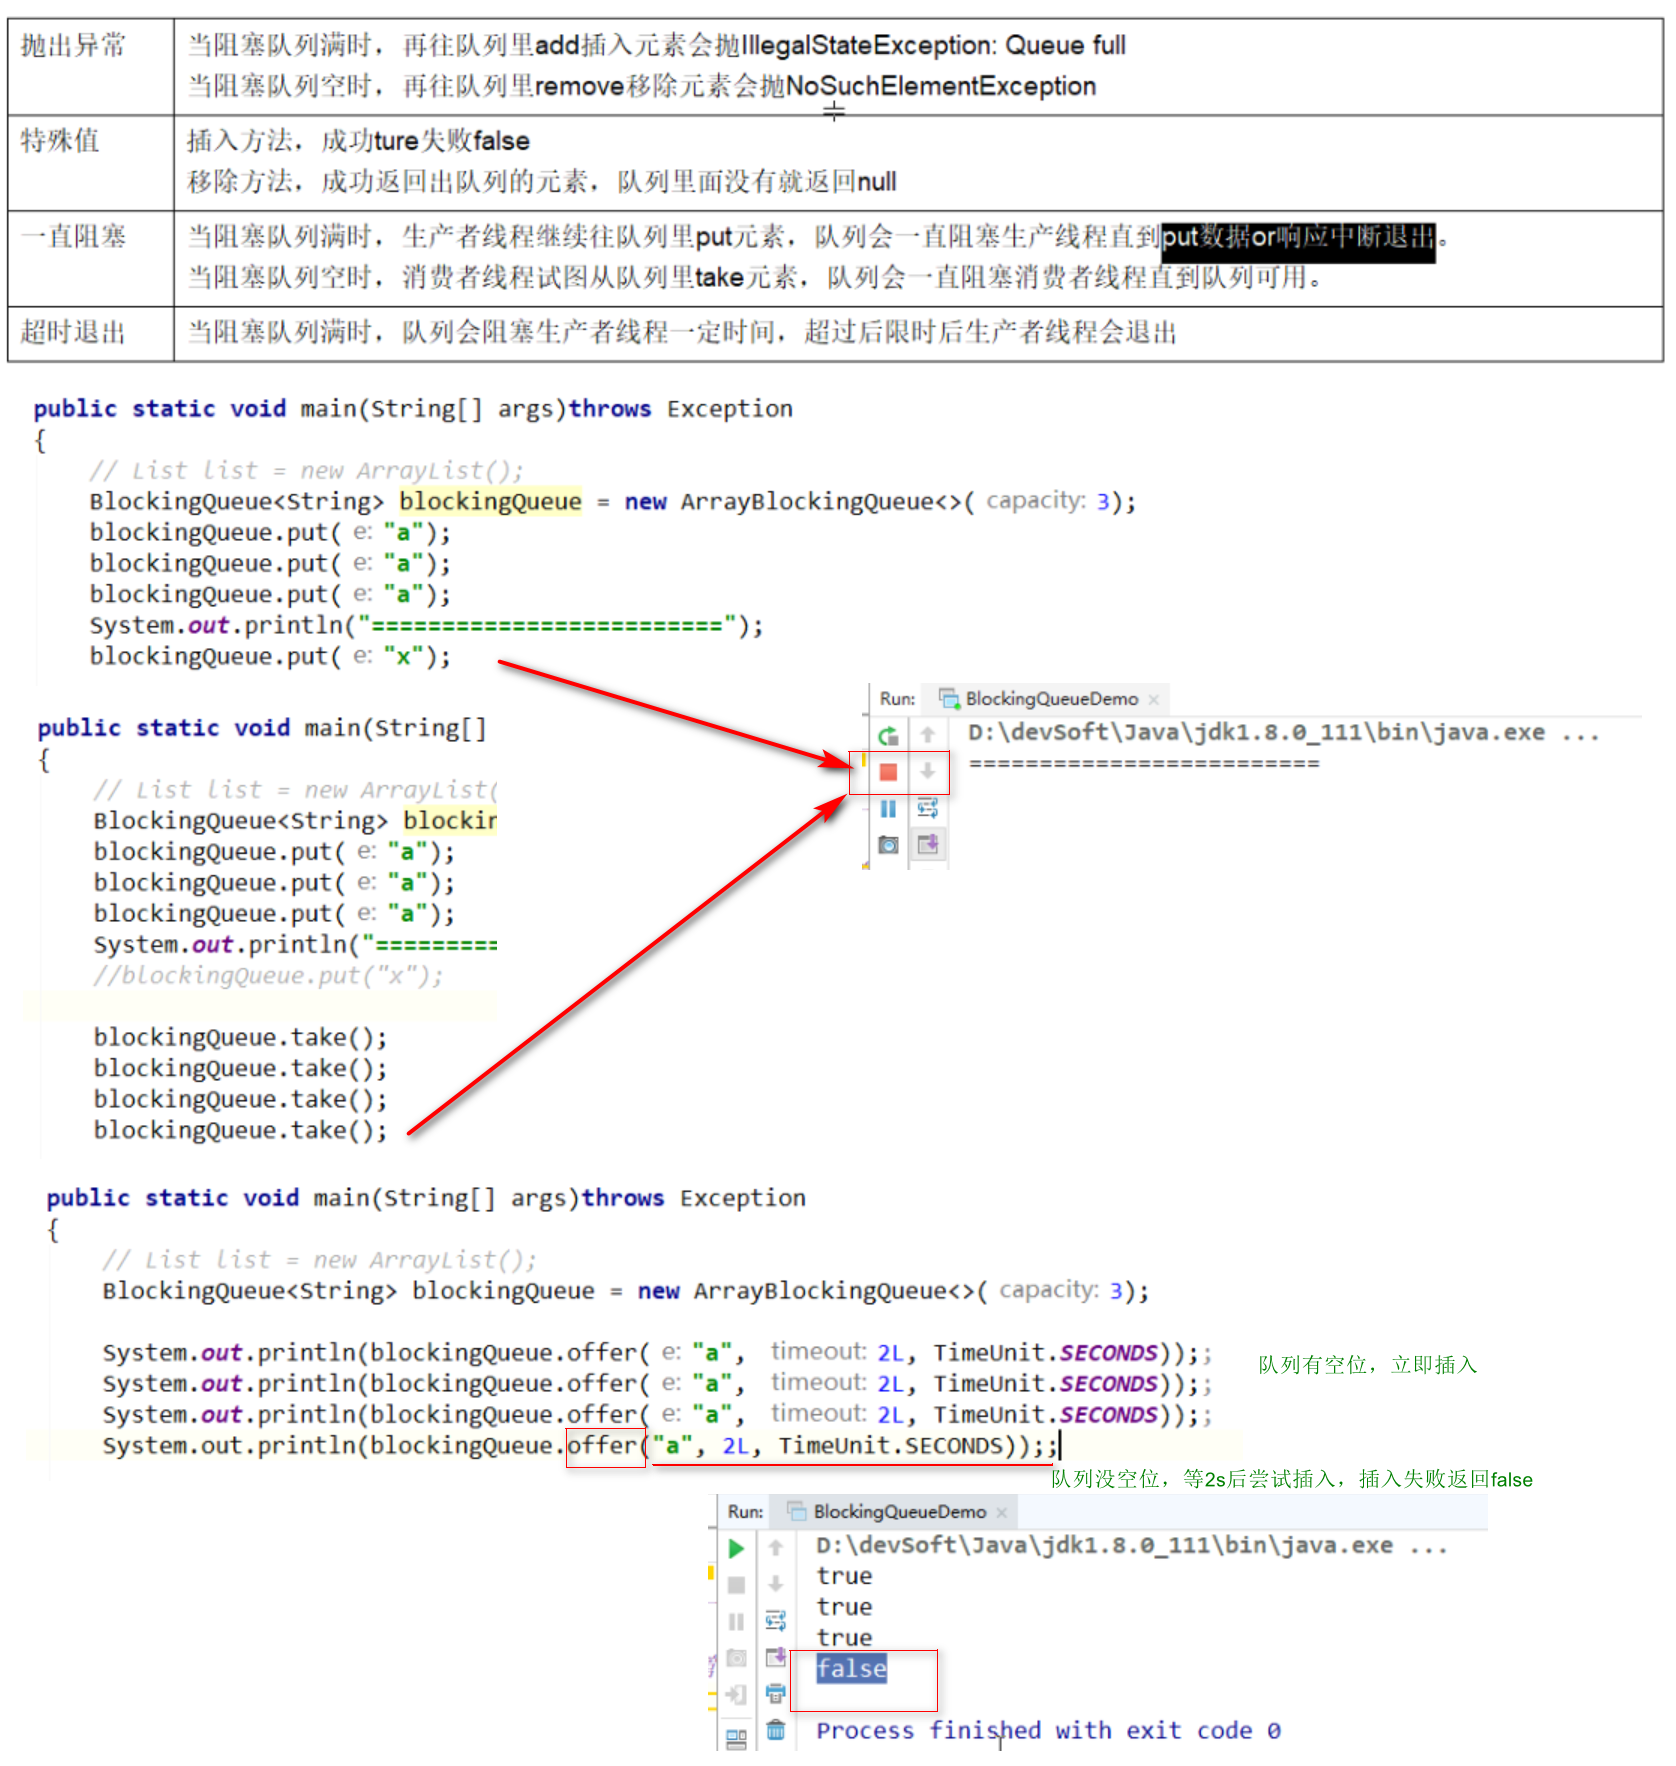 抛出异常
当阻塞队列满时，再往队列里add插入元素会抛IllegalStateException: Queue full
当阻塞队列空时，再往队列里remove移除元素会抛NoSuchElementException
特殊值
插入方法，成功ture失败false
移除方法，成功返回出队列的元素，队列里面没有就返回null
一直阻塞
当阻塞队列满时，生产者线程继续往队列里put元素，队列会一直阻塞生产线程直到put数据or响应中断退出。
当阻塞队列空时，消费者线程试图从队列里take元素，队列会一直阻塞消费者线程直到队列可用。
超时退出
当阻塞队列满时，队列会阻塞生产者线程一定时间，超过后限时后生产者线程会退出
public static void main(String[] args)throws Exception
{
// List list = new ArrayList();
BlockingQueue<String> blockingQueue = new ArrayBlockingQueue<>( capacity: 3);
blockingQueue.put( e: "a");
blockingQueue.put( e: "a");
blockingQueue.put( e: "a");
System.out.println("=========================");
blockingQueue.put( e: "x");
Run: BlockingQueueDemo ×
D:\devSoft\Java\jdk1.8.0_111\bin\java.exe ...
=========================
public static void main(String[]
{
// List list = new ArrayList(
BlockingQueue<String> blockin
blockingQueue.put( e: "a");
blockingQueue.put( e: "a");
blockingQueue.put( e: "a");
System.out.println("=========
//blockingQueue.put("x");
blockingQueue.take();
blockingQueue.take();
blockingQueue.take();
blockingQueue.take();
public static void main(String[] args)throws Exception
{
// List list = new ArrayList();
BlockingQueue<String> blockingQueue = new ArrayBlockingQueue<>( capacity: 3);
System.out.println(blockingQueue.offer( e: "a", timeout: 2L, TimeUnit.SECONDS));;
队列有空位，立即插入
System.out.println(blockingQueue.offer( e: "a", timeout: 2L, TimeUnit.SECONDS));;
System.out.println(blockingQueue.offer( e: "a", timeout: 2L, TimeUnit.SECONDS));;
System.out.println(blockingQueue.offer("a", 2L, TimeUnit.SECONDS));;
队列没空位，等2s后尝试插入，插入失败返回false
Run: BlockingQueueDemo ×
D:\devSoft\Java\jdk1.8.0_111\bin\java.exe ...
true
true
true
false
Process finished with exit code 0